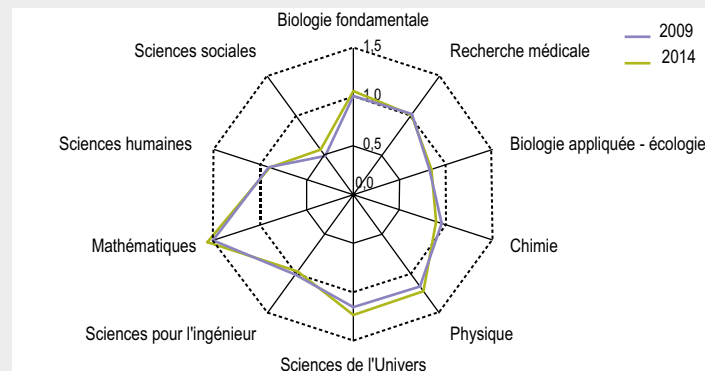 Biologie fondamentale
2009
2014
Sciences sociales
Recherche médicale
1,5
1,0
Sciences humaines
Biologie appliquée - écologie
0,5
0,0
Mathématiques
Chimie
Sciences pour l'ingénieur
Physique
Sciences de l'Univers